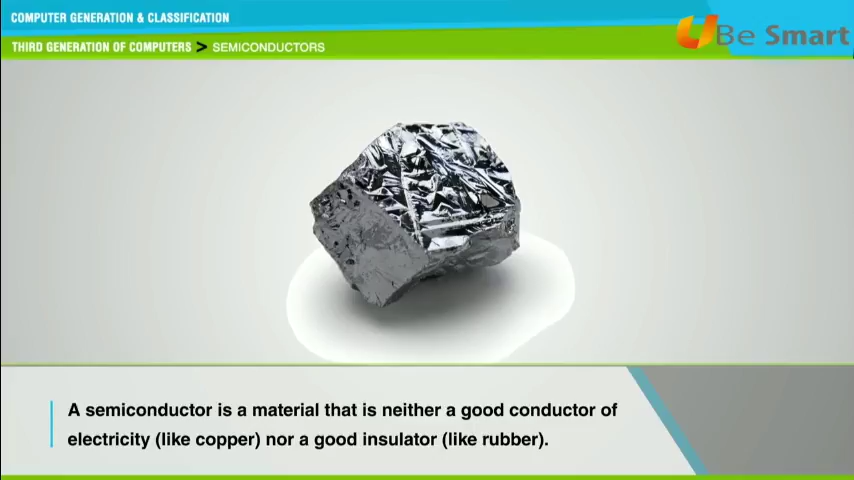 COMPUTER GENERATION & CLASSIFICATION
THIRD GENERATION OF COMPUTERS > SEMICONDUCTORS
UBe Smart
A semiconductor is a material that is neither a good conductor of
electricity (like copper) nor a good insulator (like rubber).